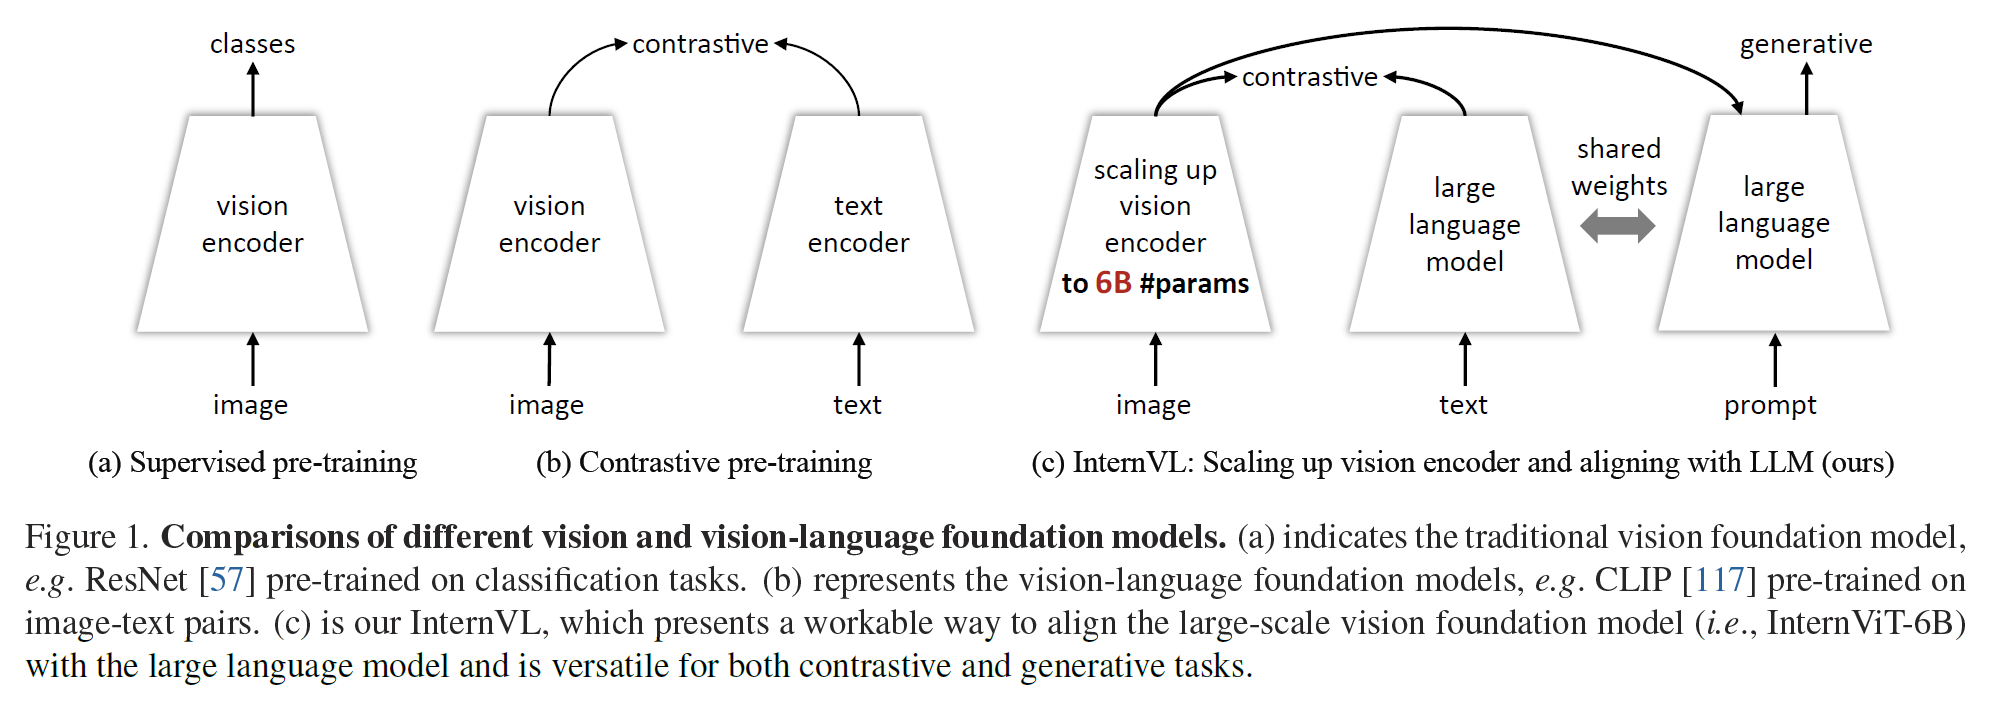 classes
vision
encoder
image
(a) Supervised pre-training
contrastive
vision
encoder
text
encoder
image
text
(b) Contrastive pre-training
contrastive
generative
scaling up
vision
encoder
to 6B #params
large
language
model
shared
weights
large
language
model
image
text
prompt
(c) InternVL: Scaling up vision encoder and aligning with LLM (ours)
Figure 1. Comparisons of different vision and vision-language foundation models. (a) indicates the traditional vision foundation model,
e.g. ResNet [57] pre-trained on classification tasks. (b) represents the vision-language foundation models, e.g. CLIP [117] pre-trained on
image-text pairs. (c) is our InternVL, which presents a workable way to align the large-scale vision foundation model (i.e., InternViT-6B)
with the large language model and is versatile for both contrastive and generative tasks.